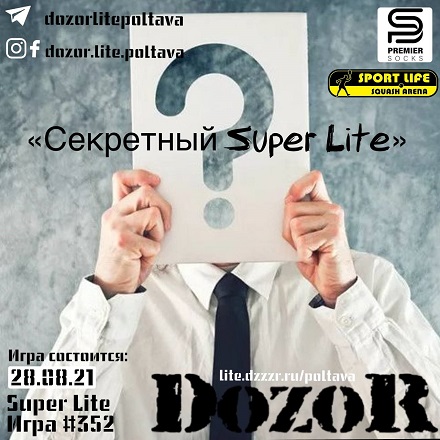 dozorlitepoltava
dozor.lite.poltava
PREMIER
SOCKS
SPORT LIFE
SQUASH ARENA
«Секретный Super Lite»
Игра состоится:
28.08.21
Super Lite
Игра #352
lite.dzzzr.ru/poltava
DozoR